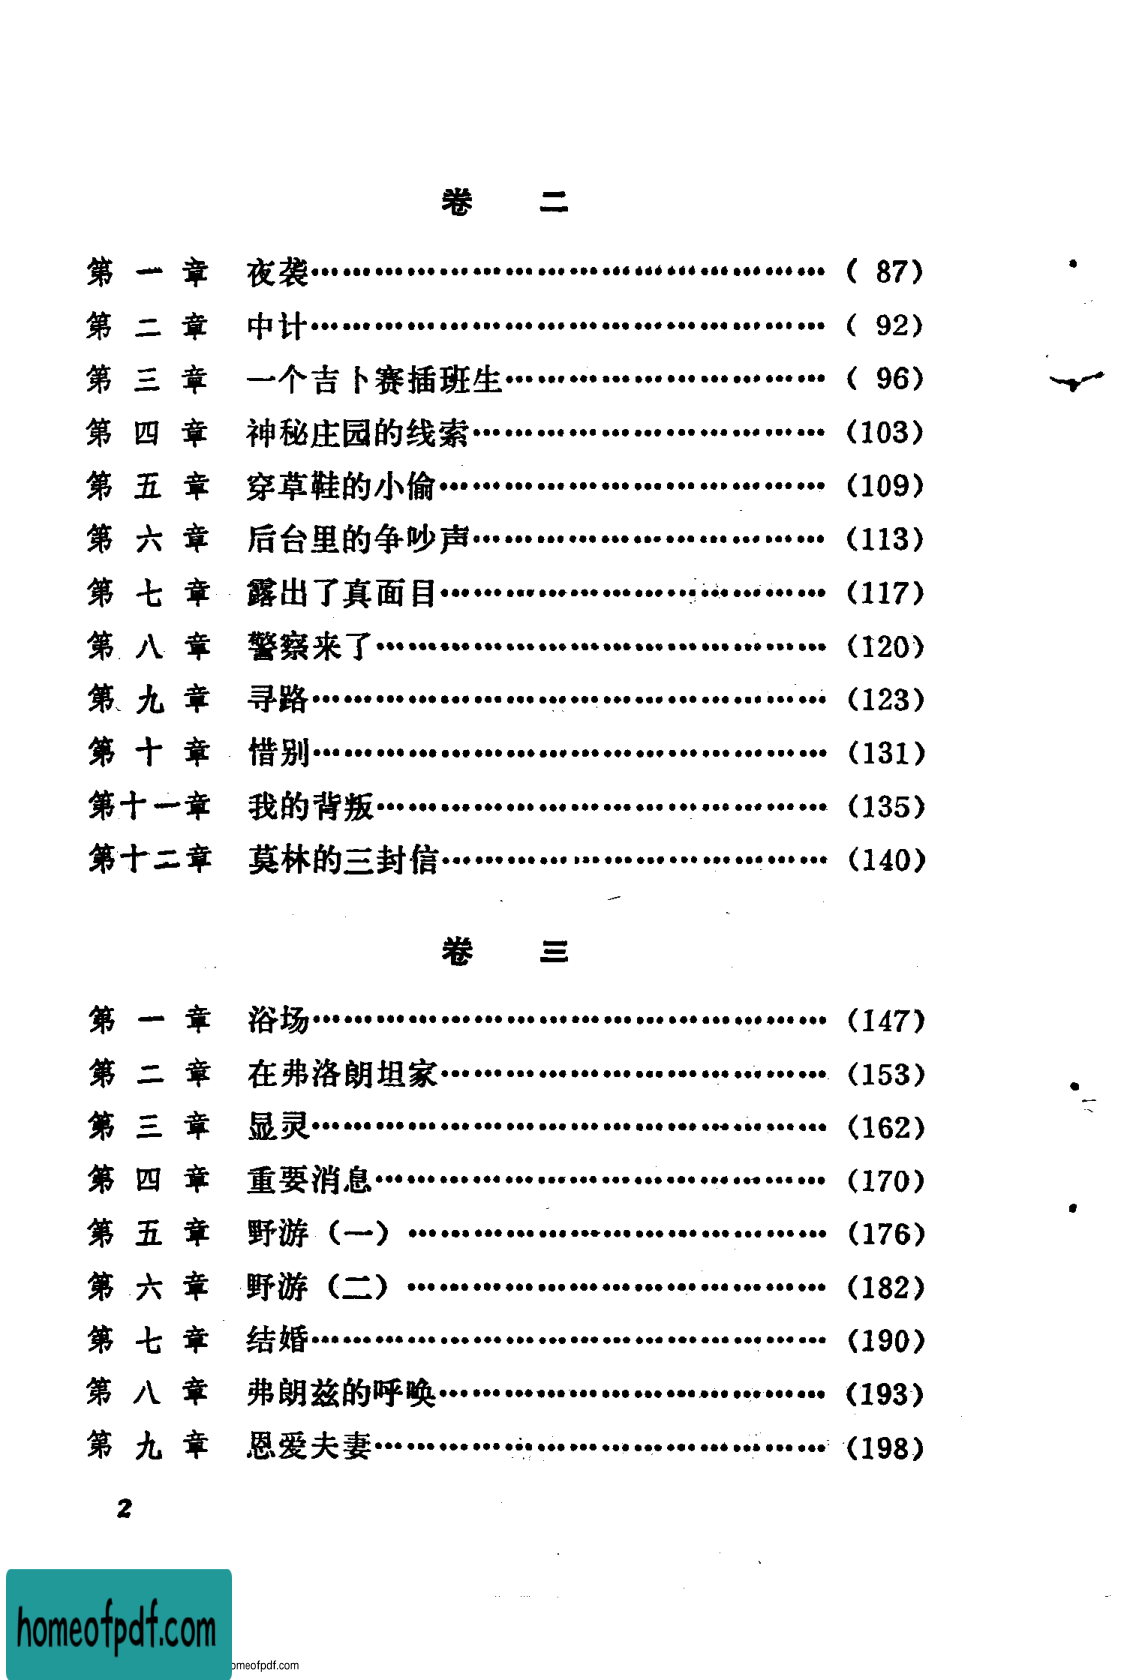 卷 二
第一章 夜袭……………………………………………( 87)
第二章 中计……………………………………………( 92)
第三章 一个吉卜赛插班生……………………………( 96)
第四章 神秘庄园的线索………………………………(103)
第五章 穿草鞋的小偷…………………………………(109)
第六章 后台里的争吵声………………………………(113)
第七章 露出了真面目…………………………………(117)
第八章 警察来了………………………………………(120)
第九章 寻路……………………………………………(123)
第十章 惜别……………………………………………(131)
第十一章 我的背叛………………………………………(135)
第十二章 莫林的三封信…………………………………(140)
卷 三
第一章 浴场……………………………………………(147)
第二章 在弗洛朗坦家…………………………………(153)
第三章 显灵……………………………………………(162)
第四章 重要消息………………………………………(170)
第五章 野游（一）……………………………………(176)
第六章 野游（二）……………………………………(182)
第七章 结婚……………………………………………(190)
第八章 弗朗兹的呼唤…………………………………(193)
第九章 恩爱夫妻………………………………………(198)
2
homeofpdf.com
omeofpdf.com